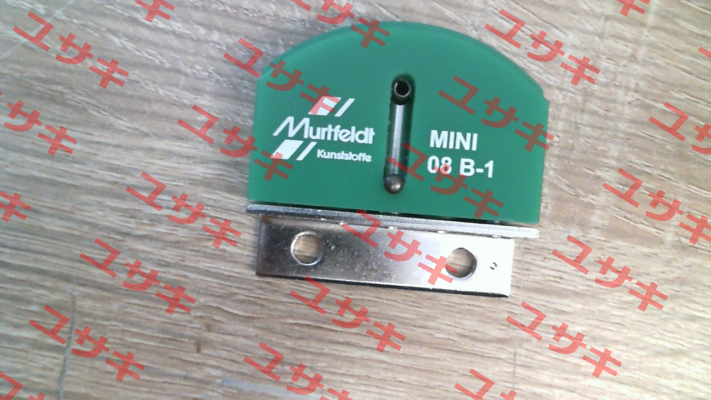 Murtfeldt
Kunststoffe
MINI
08 B-1
ユサキ